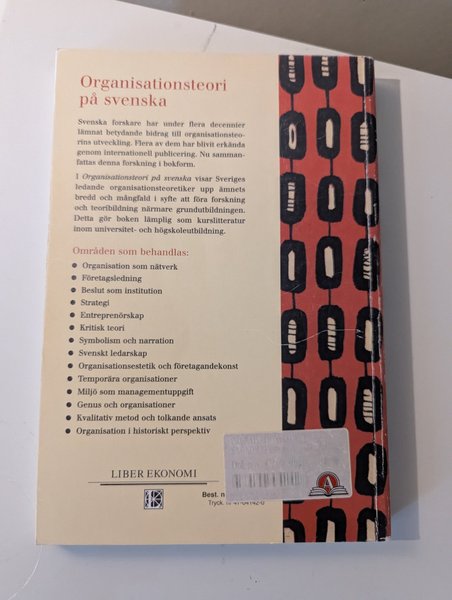 Organisationsteori
på svenska
Svenska forskare har under flera decennier
lämnat betydande bidrag till organisationsteo-
rins utveckling. Flera av dem har blivit erkända
genom internationell publicering. Nu samman-
fattas denna forskning i bokform.
I Organisationsteori på svenska visar Sveriges
ledande organisationsteoretiker upp ämnets
bredd och mångfald i syfte att föra forskning
och teoribildning närmare grundutbildningen.
Detta gör boken lämplig som kurslitteratur
inom universitet- och högskoleutbildning.
Områden som behandlas:
● Organisation som nätverk
● Företagsledning
● Beslut som institution
● Strategi
● Entreprenörskap
● Kritisk teori
● Symbolism och narration
● Svenskt ledarskap
● Organisationsestetik och företagandekonst
● Temporära organisationer
● Miljö som managementuppgift
● Genus och organisationer
● Kvalitativ metod och tolkande ansats
● Organisation i historiskt perspektiv
LIBER EKONOMI
Best. n
Tryck. nr 47-04142-0
A